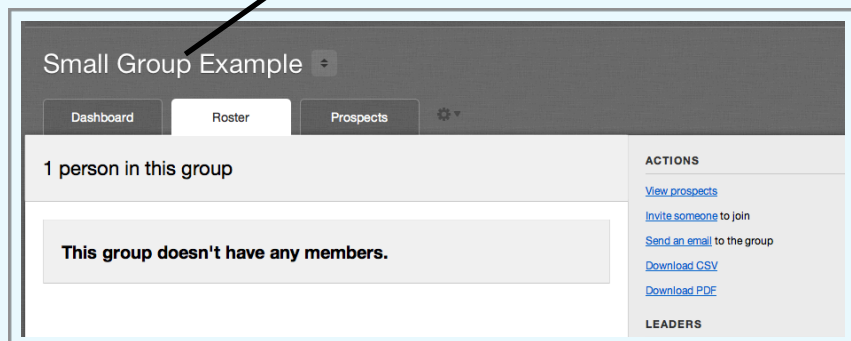 Small Group Example
Dashboard Roster Prospects
1 person in this group
This group doesn't have any members.
ACTIONS
View prospects
Invite someone to join
Send an email to the group
Download CSV
Download PDF
LEADERS